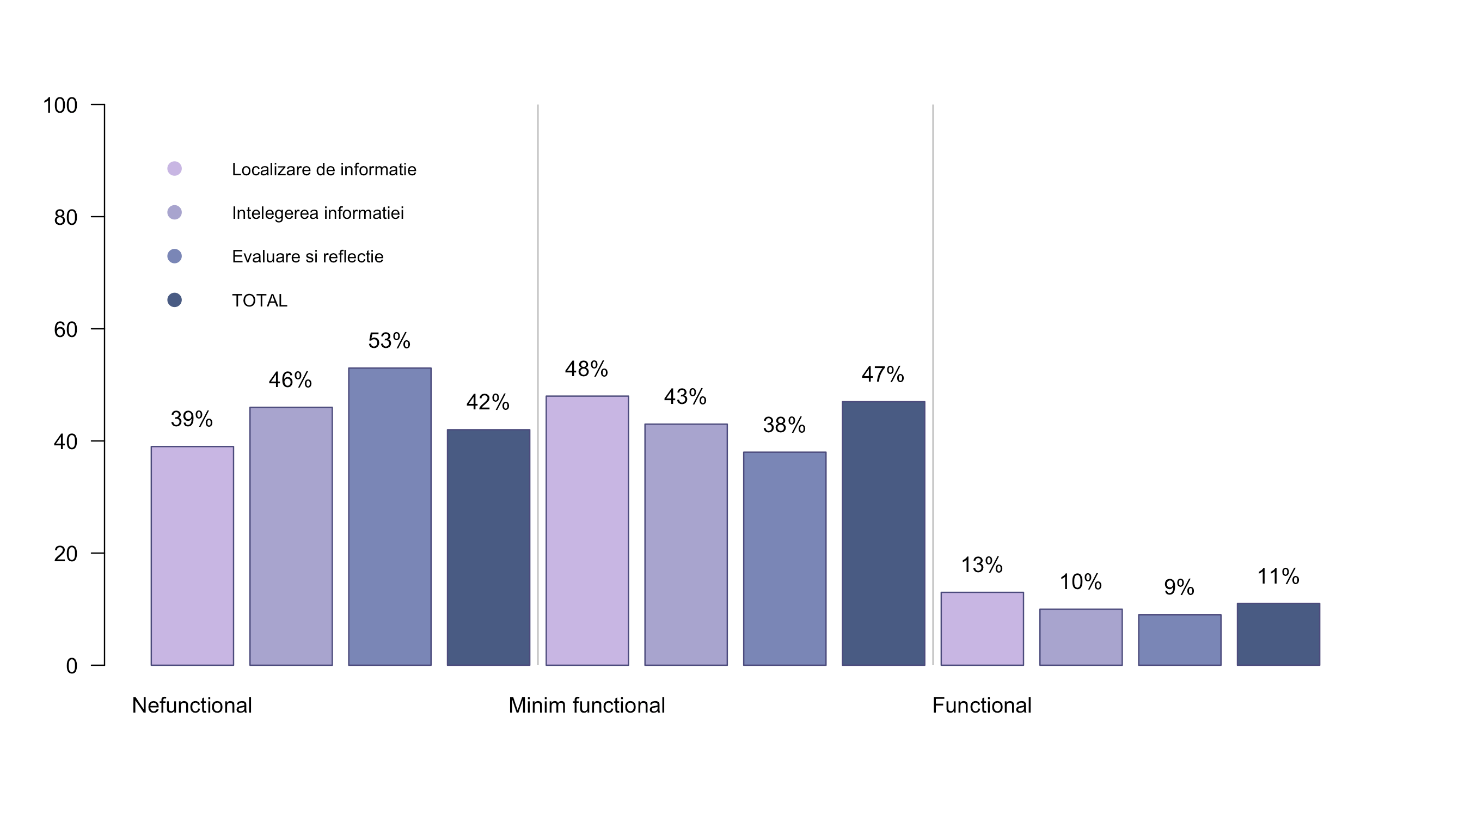 100
80
60
40
20
0
Localizare de informatie
Intelegerea informatiei
Evaluare si reflectie
TOTAL
39%
46%
53%
42%
48%
43%
38%
47%
13%
10%
9%
11%
Nefunctional
Minim functional
Functional